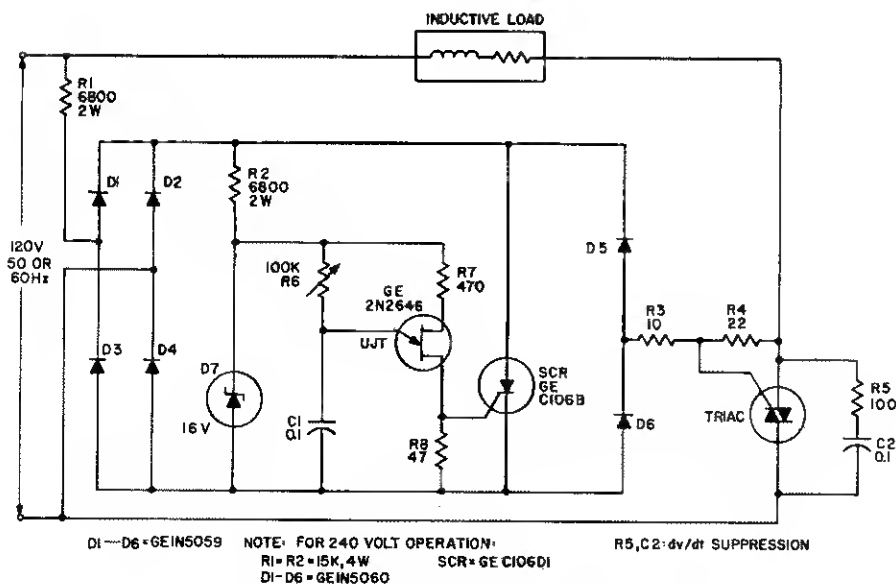 INDUCTIVE LOAD
R1
6800
2W
D1
D2
R2
6800
2W
120V
50 OR
60Hz
100K
R6
GE
2N2646
UJT
R7
470
D5
R3
10
R4
22
D3
D4
D7
16V
C1
0.1
R8
47
SCR
GE
C106B
D6
TRIAC
R5
100
C2
0.1
D1—D6=GEIN5059
NOTE: FOR 240 VOLT OPERATION:
R1=R2=15K,4W
SCR=GE C106D1
D1-D6=GEIN5060
R5,C2:dv/dt SUPPRESSION